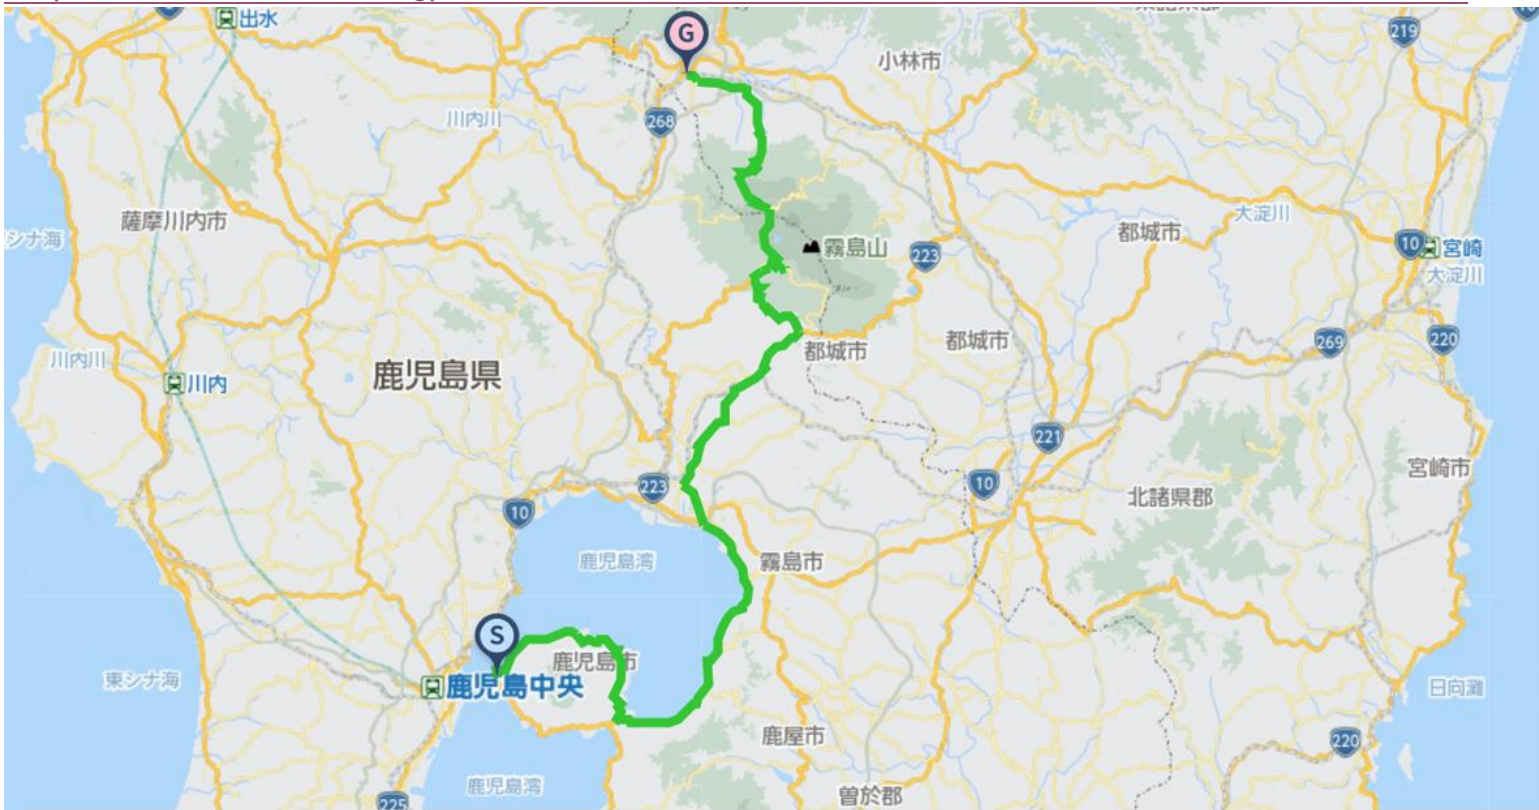 出水
G
219
小林市
川内川
268
薩摩川内市
大淀川
都城市
シナ海
10
宮崎
霧島山
223
大淀川
269
220
川内川
都城市
都城市
川内
鹿児島県
221
宮崎市
223
10
北諸県郡
10
鹿児島湾
霧島市
S
鹿児島市
東シナ海
鹿児島中央
日向灘
鹿屋市
220
鹿児島湾
曽於郡
225